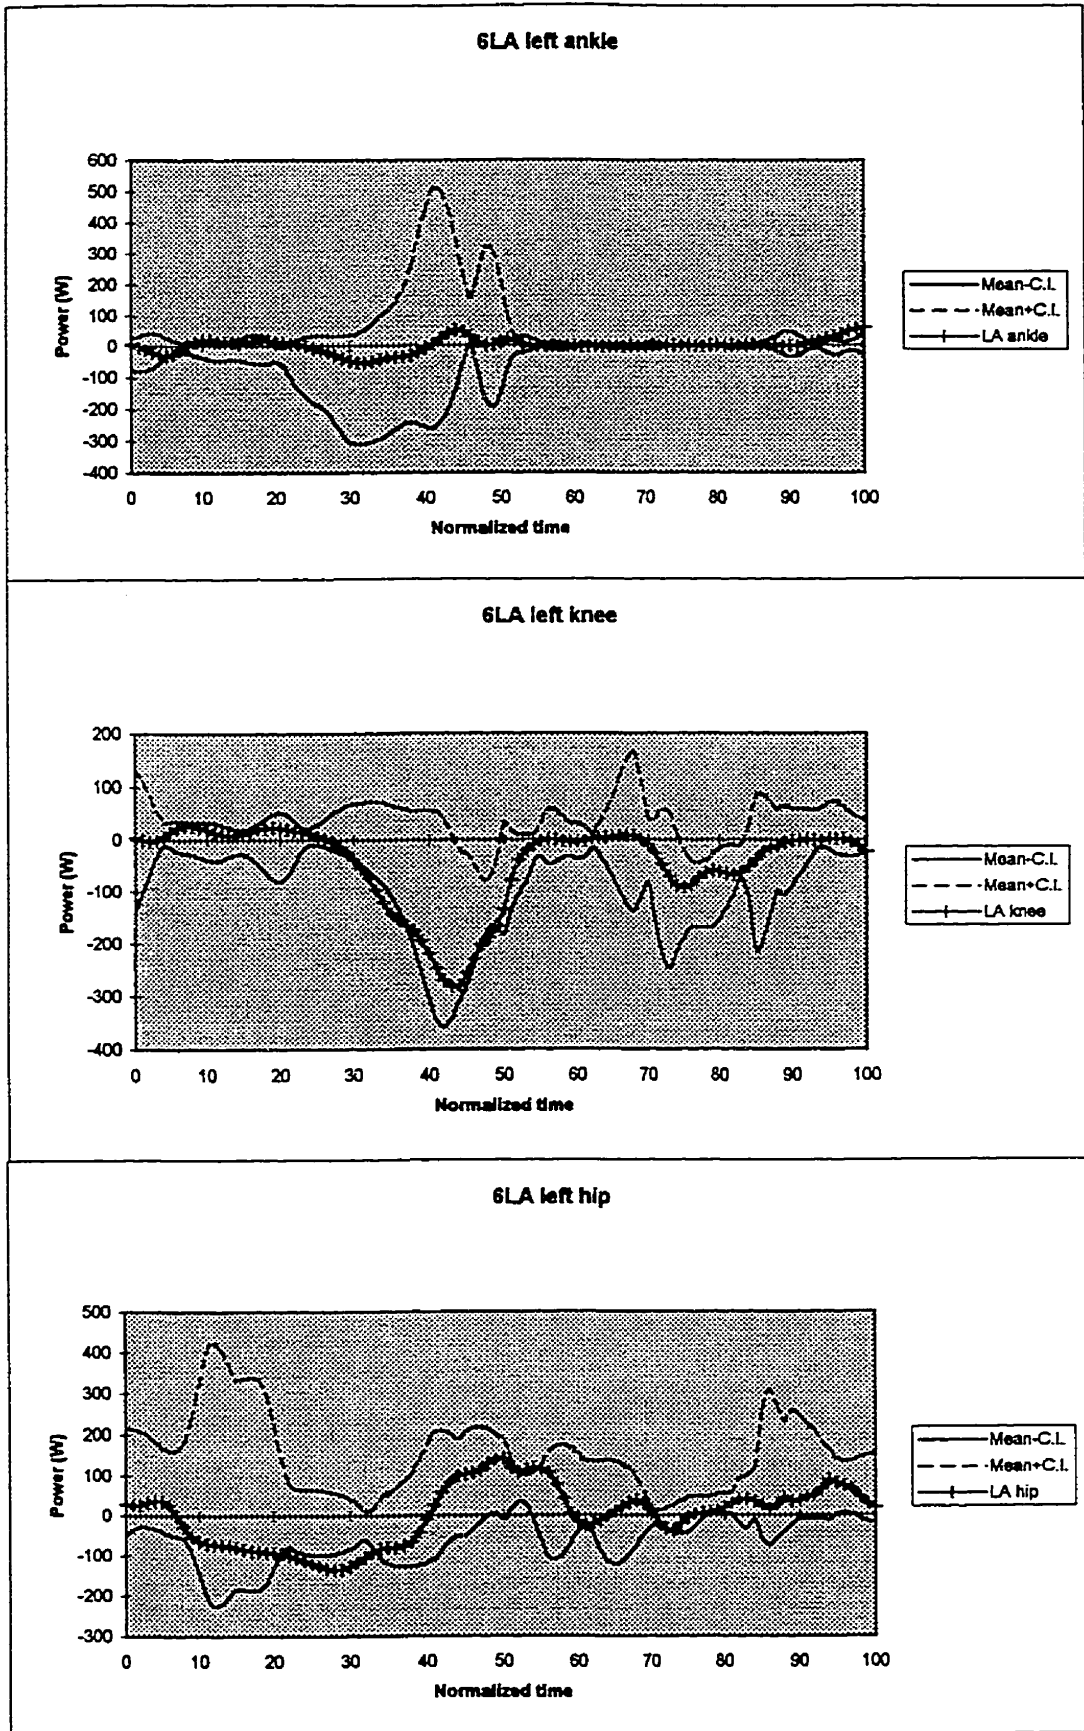 6LA left ankle
600
500
400
300
200
100
0
-100
-200
-300
-400
Power (W)
0 10 20 30 40 50 60 70 80 90 100
Normalized time
Mean-C.I.
Mean+C.I.
LA ankle
6LA left knee
200
100
0
-100
-200
-300
-400
Power (W)
0 10 20 30 40 50 60 70 80 90 100
Normalized time
Mean-C.I.
Mean+C.I.
LA knee
6LA left hip
500
400
300
200
100
0
-100
-200
-300
Power (W)
0 10 20 30 40 50 60 70 80 90 100
Normalized time
Mean-C.I.
Mean+C.I.
LA hip